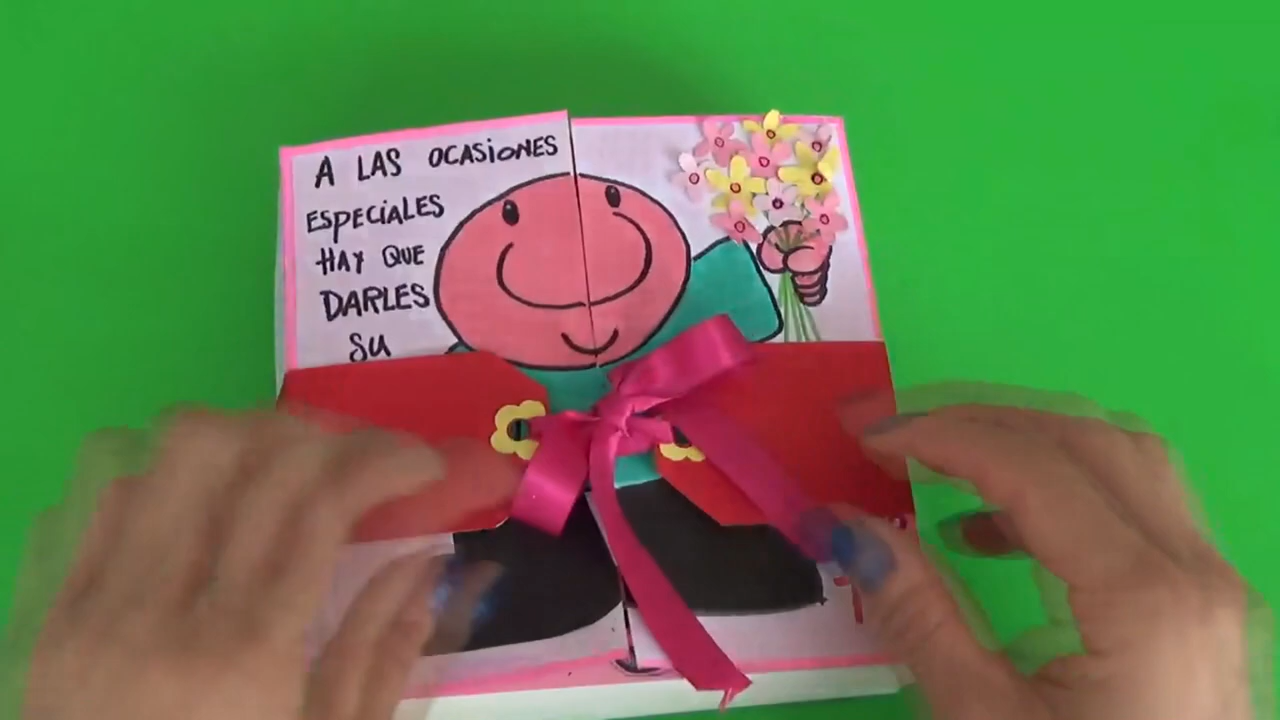 A LAS OCASIONES
ESPECIALES
HAY QUE
DARLES
SU